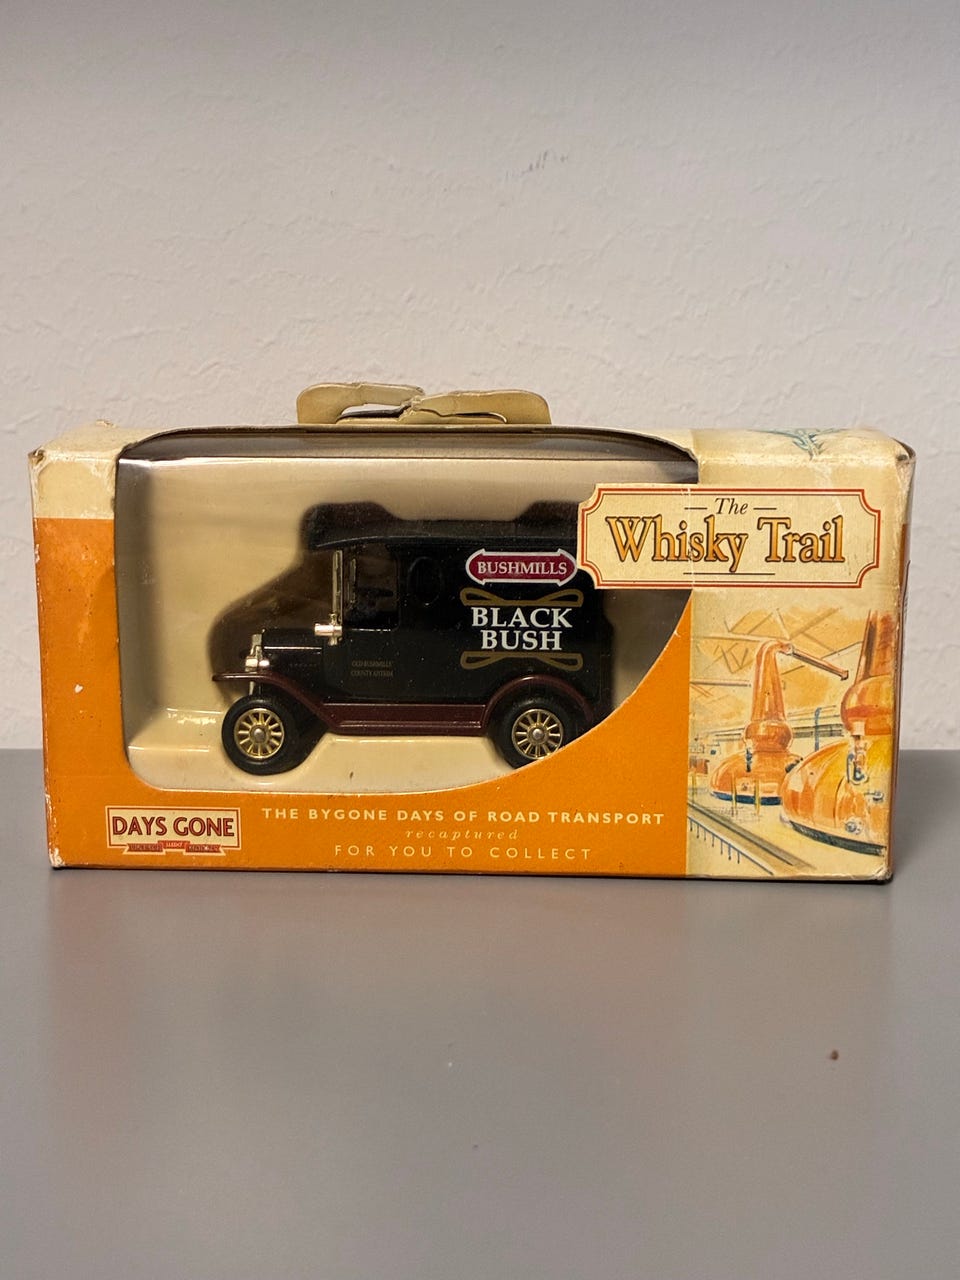 The
Whisky Trail
BUSHMILLS
BLACK
BUSH
OLD BUSHMILLS
COUNTY ANTRIM
DAYS GONE
LLEDO
THE BYGONE DAYS OF ROAD TRANSPORT
recaptured
FOR YOU TO COLLECT